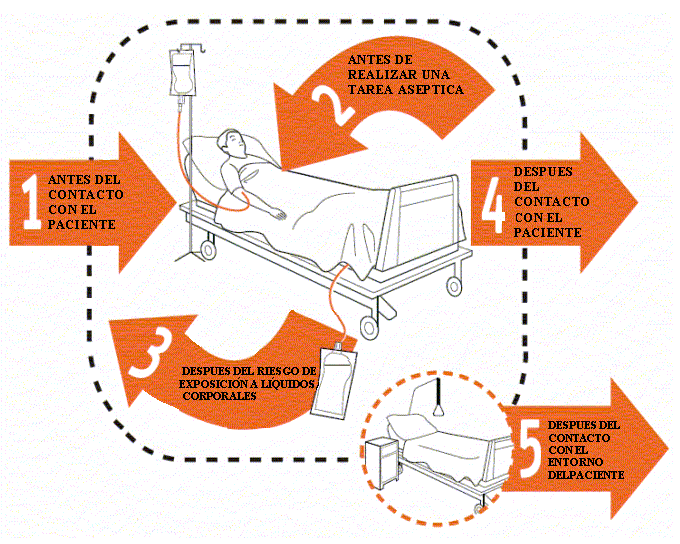 1
ANTES DEL
CONTACTO
CON EL
PACIENTE
2
ANTES DE
REALIZAR UNA
TAREA ASEPTICA
3
DESPUES DEL RIESGO DE
EXPOSICIÓN A LÍQUIDOS
CORPORALES
4
DESPUES
DEL
CONTACTO
CON EL
PACIENTE
5
DESPUES DEL
CONTACTO
CON EL
ENTORNO
DELPACIENTE